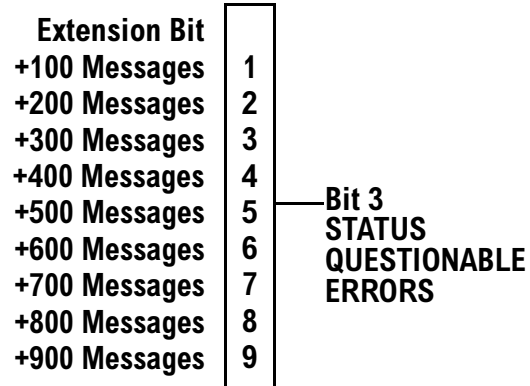 Extension Bit
+100 Messages 1
+200 Messages 2
+300 Messages 3
+400 Messages 4
+500 Messages 5
+600 Messages 6
+700 Messages 7
+800 Messages 8
+900 Messages 9
Bit 3
STATUS
QUESTIONABLE
ERRORS